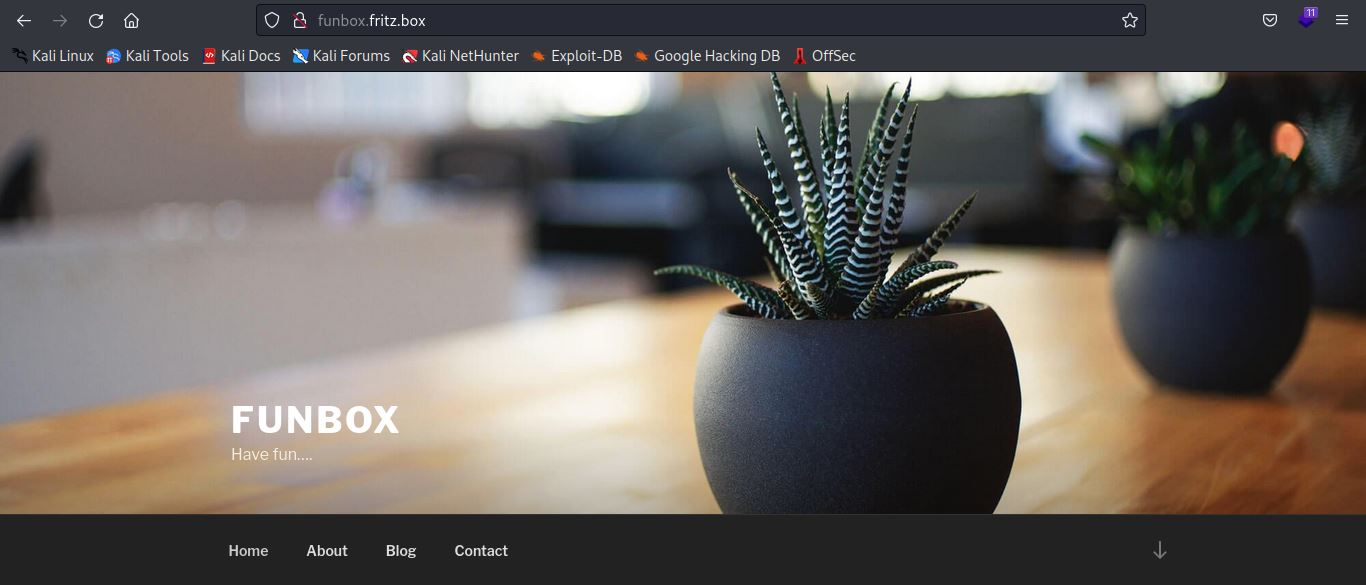 funbox.fritz.box
11
Kali Linux Kali Tools Kali Docs Kali Forums Kali NetHunter Exploit-DB Google Hacking DB OffSec
FUNBOX
Have fun....
Home About Blog Contact